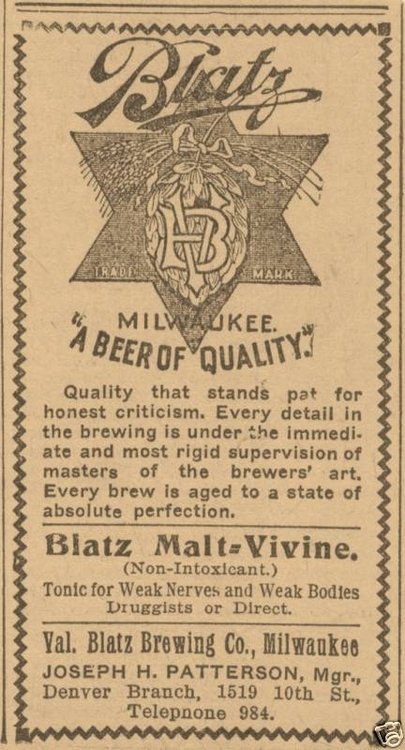 Blatz
VB
TRADE MARK
MILWAUKEE.
"A BEER OF QUALITY."
Quality that stands pat for
honest criticism. Every detail in
the brewing is under the immedi-
ate and most rigid supervision of
masters of the brewers' art.
Every brew is aged to a state of
absolute perfection.
Blatz Malt=Vivine.
(Non-Intoxicant.)
Tonic for Weak Nerves and Weak Bodies
Druggists or Direct.
Val. Blatz Brewing Co., Milwaukee
JOSEPH H. PATTERSON, Mgr.,
Denver Branch, 1519 10th St.,
Telephone 984.